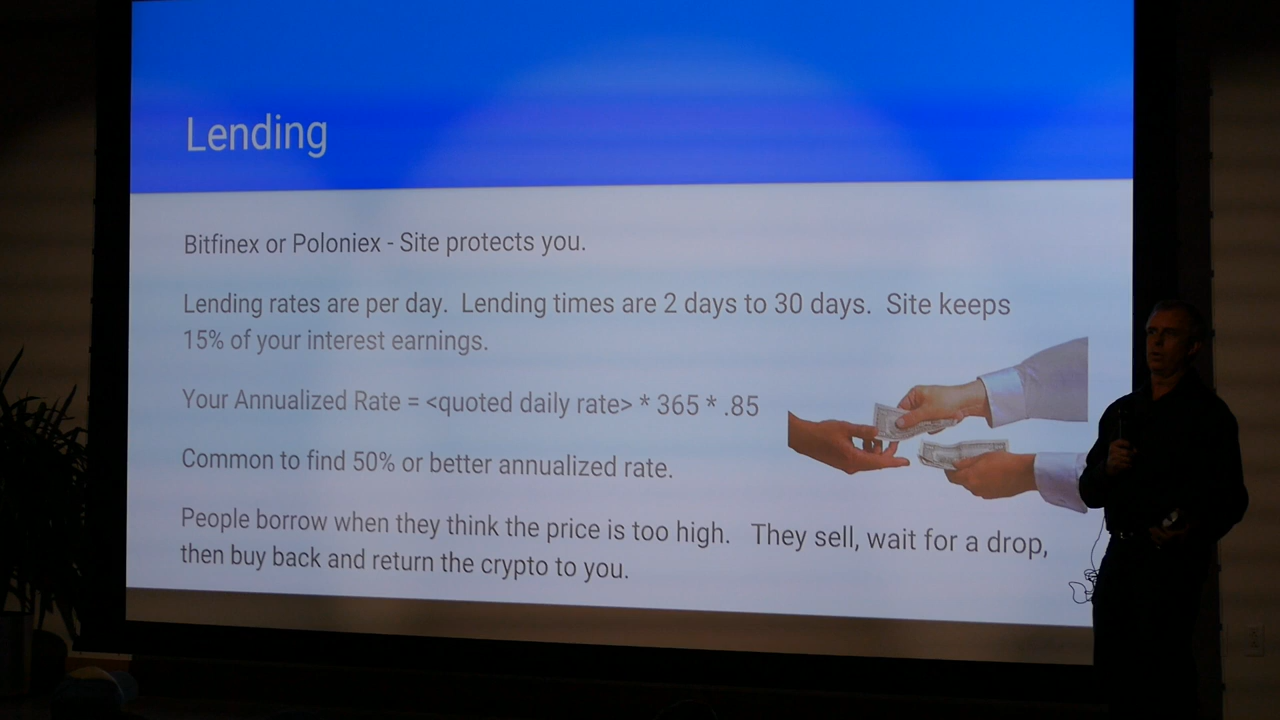 Lending
Bitfinex or Poloniex - Site protects you.
Lending rates are per day. Lending times are 2 days to 30 days. Site keeps
15% of your interest earnings.
Your Annualized Rate = <quoted daily rate> * 365 * .85
Common to find 50% or better annualized rate.
People borrow when they think the price is too high. They sell, wait for a drop,
then buy back and return the crypto to you.